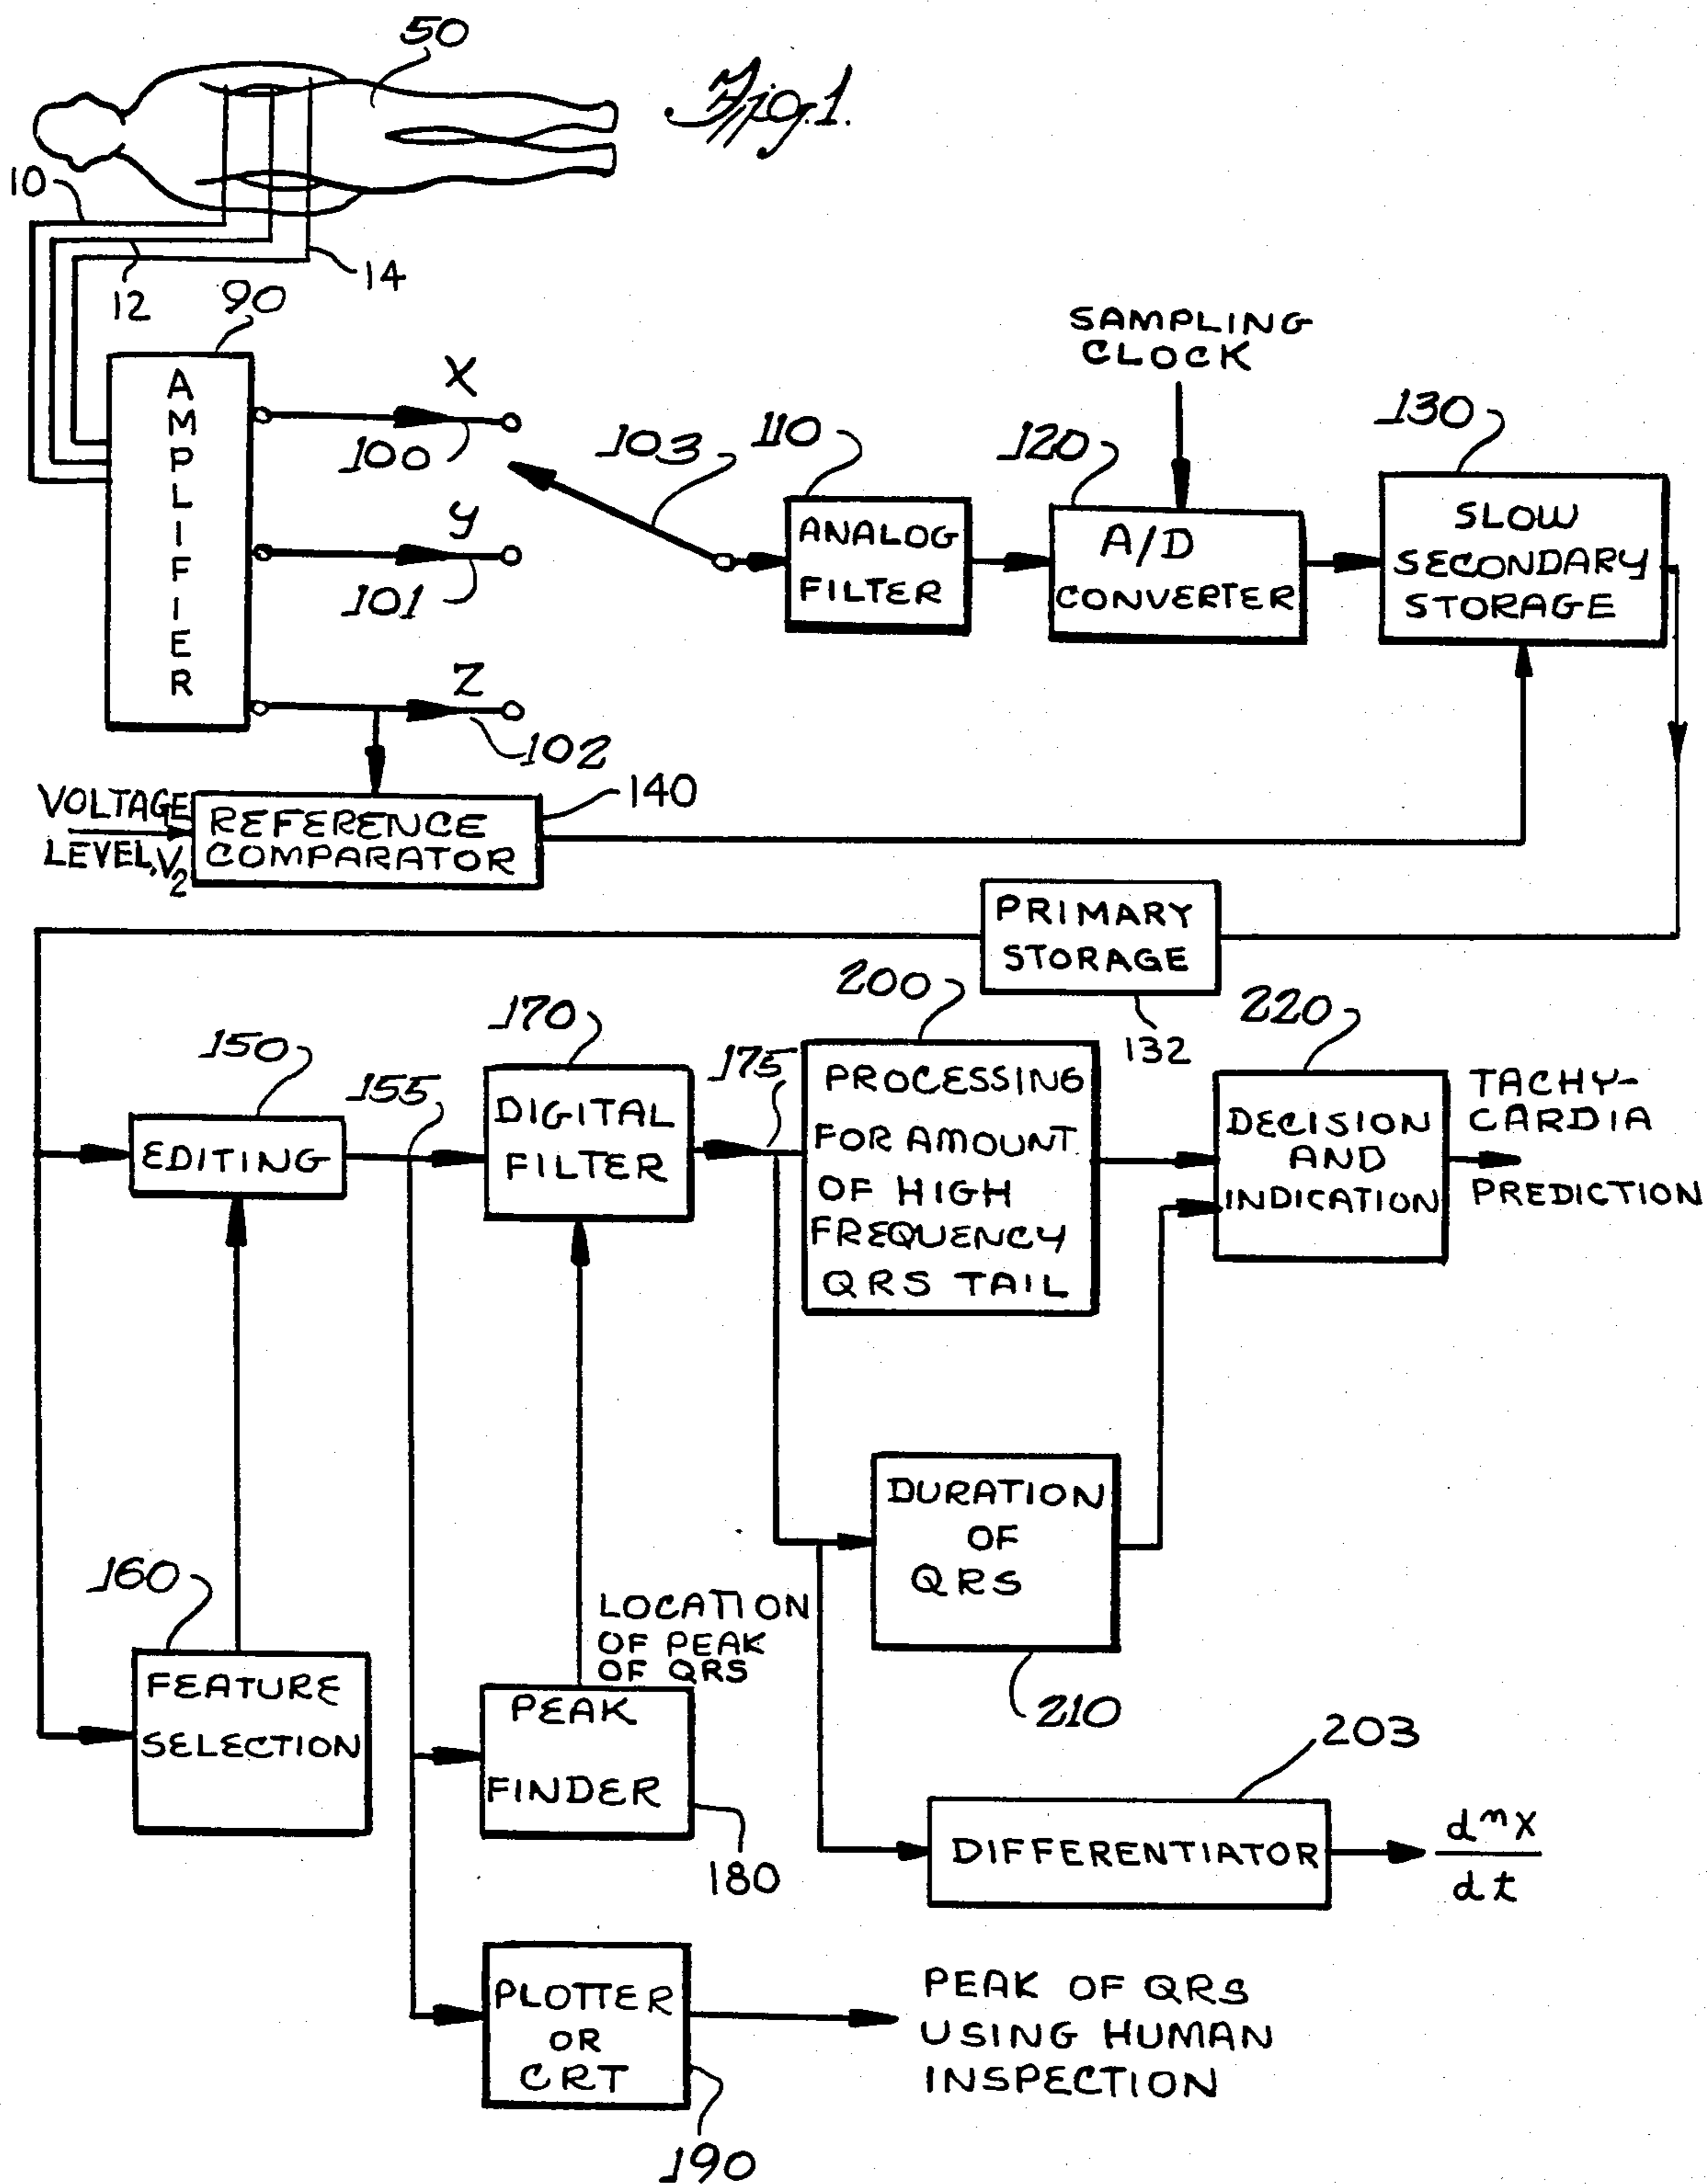 50
Fig.1.
10
12
14
90
AMPLIFIER
X
100
Y
101
Z
102
103
110
ANALOG
FILTER
SAMPLING
CLOCK
120
A/D
CONVERTER
130
SLOW
SECONDARY
STORAGE
VOLTAGE
LEVEL, V2
REFERENCE
COMPARATOR
140
PRIMARY
STORAGE
132
150
EDITING
155
170
DIGITAL
FILTER
175
200
PROCESSING
FOR AMOUNT
OF HIGH
FREQUENCY
QRS TAIL
220
DECISION
AND
INDICATION
TACHY-
CARDIA
PREDICTION
160
FEATURE
SELECTION
LOCATION
OF PEAK
OF QRS
PEAK
FINDER
180
DURATION
OF
QRS
210
203
DIFFERENTIATOR
dⁿX
dt
PLOTTER
OR
CRT
190
PEAK OF QRS
USING HUMAN
INSPECTION